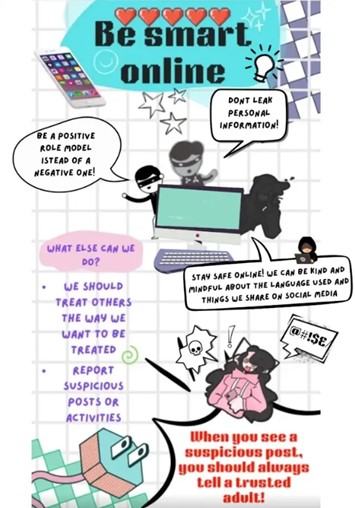 Be smart
online
DONT LEAK
PERSONAL
INFORMATION!
BE A POSITIVE
ROLE MODEL
ISTEAD OF A
NEGATIVE ONE!
WHAT ELSE CAN WE
DO?
STAY SAFE ONLINE! WE CAN BE KIND AND
MINDFUL ABOUT THE LANGUAGE USED AND
THINGS WE SHARE ON SOCIAL MEDIA
• WE SHOULD
TREAT OTHERS
THE WAY WE
WANT TO BE
TREATED
• REPORT
SUSPICIOUS
POSTS OR
ACTIVITIES
!
@#!$£
When you see a
suspicious post,
you should always
tell a trusted
adult!